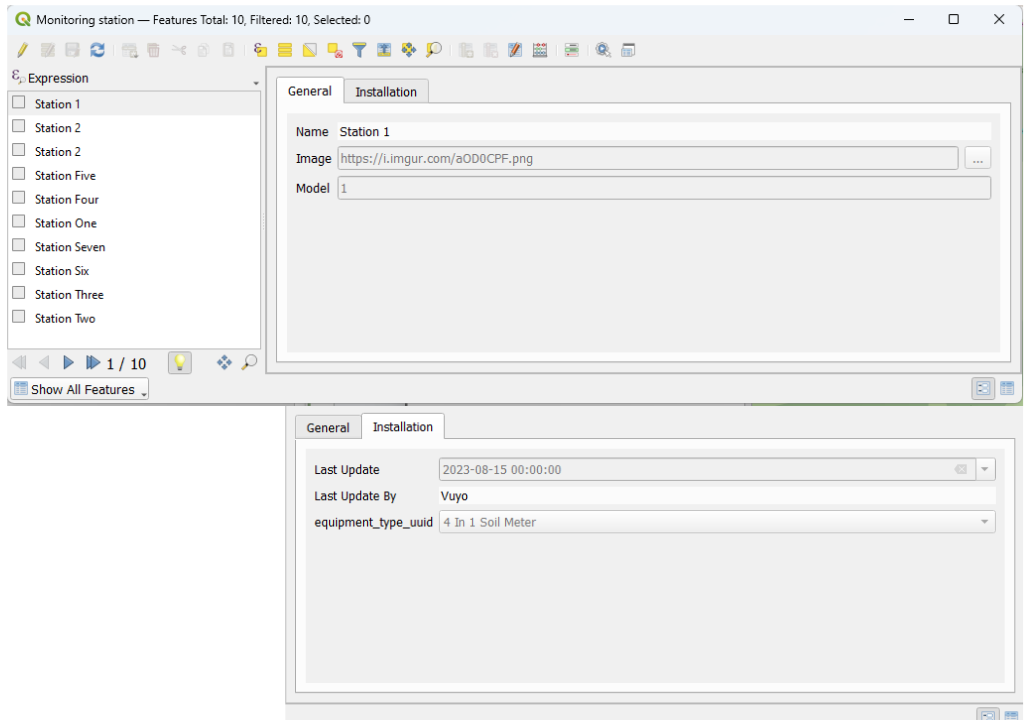 Monitoring station — Features Total: 10, Filtered: 10, Selected: 0
Expression
Station 1
Station 2
Station 2
Station Five
Station Four
Station One
Station Seven
Station Six
Station Three
Station Two
1 / 10
Show All Features
General Installation
Name Station 1
Image https://i.imgur.com/aOD0CPF.png ...
Model 1
General Installation
Last Update 2023-08-15 00:00:00
Last Update By Vuyo
equipment_type_uuid 4 In 1 Soil Meter